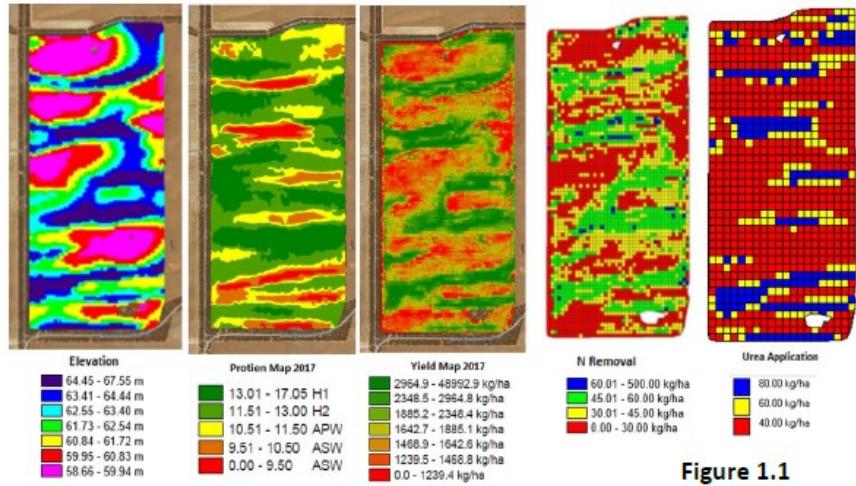 Elevation
64.45 - 67.55 m
63.41 - 64.44 m
62.55 - 63.40 m
61.73 - 62.54 m
60.84 - 61.72 m
59.95 - 60.83 m
58.66 - 59.94 m
Protien Map 2017
13.01 - 17.05 H1
11.51 - 13.00 H2
10.51 - 11.50 APW
9.51 - 10.50 ASW
0.00 - 9.50 ASW
Yield Map 2017
2964.9 - 48992.9 kg/ha
2348.5 - 2964.8 kg/ha
1885.2 - 2348.4 kg/ha
1642.7 - 1885.1 kg/ha
1468.9 - 1642.6 kg/ha
1239.5 - 1468.8 kg/ha
0.0 - 1239.4 kg/ha
N Removal
60.01 - 500.00 kg/ha
45.01 - 60.00 kg/ha
30.01 - 45.00 kg/ha
0.00 - 30.00 kg/ha
Urea Application
80.00 kg/ha
60.00 kg/ha
40.00 kg/ha
Figure 1.1